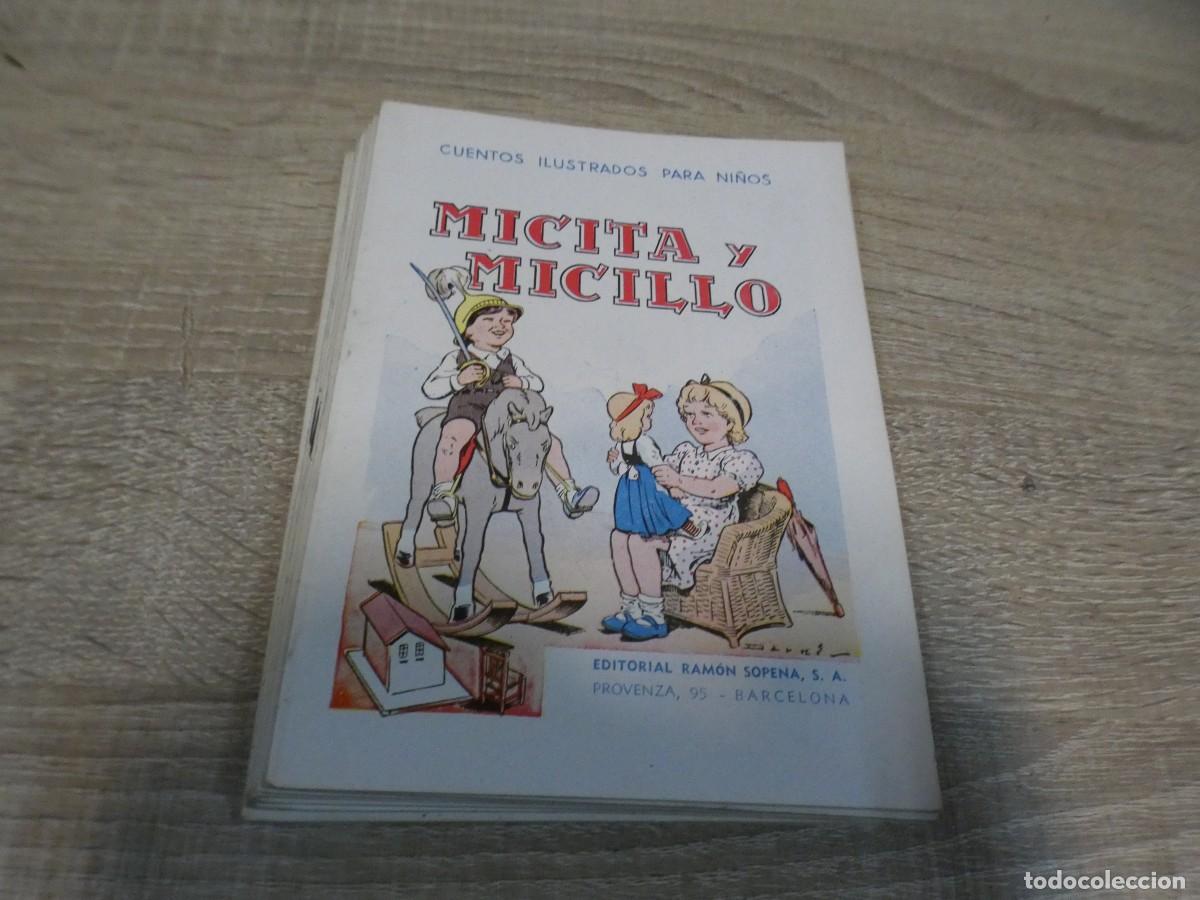 CUENTOS ILUSTRADOS PARA NIÑOS
MICITA Y
MICILLO
EDITORIAL RAMÓN SOPENA, S. A.
PROVENZA, 95 - BARCELONA
todocoleccion